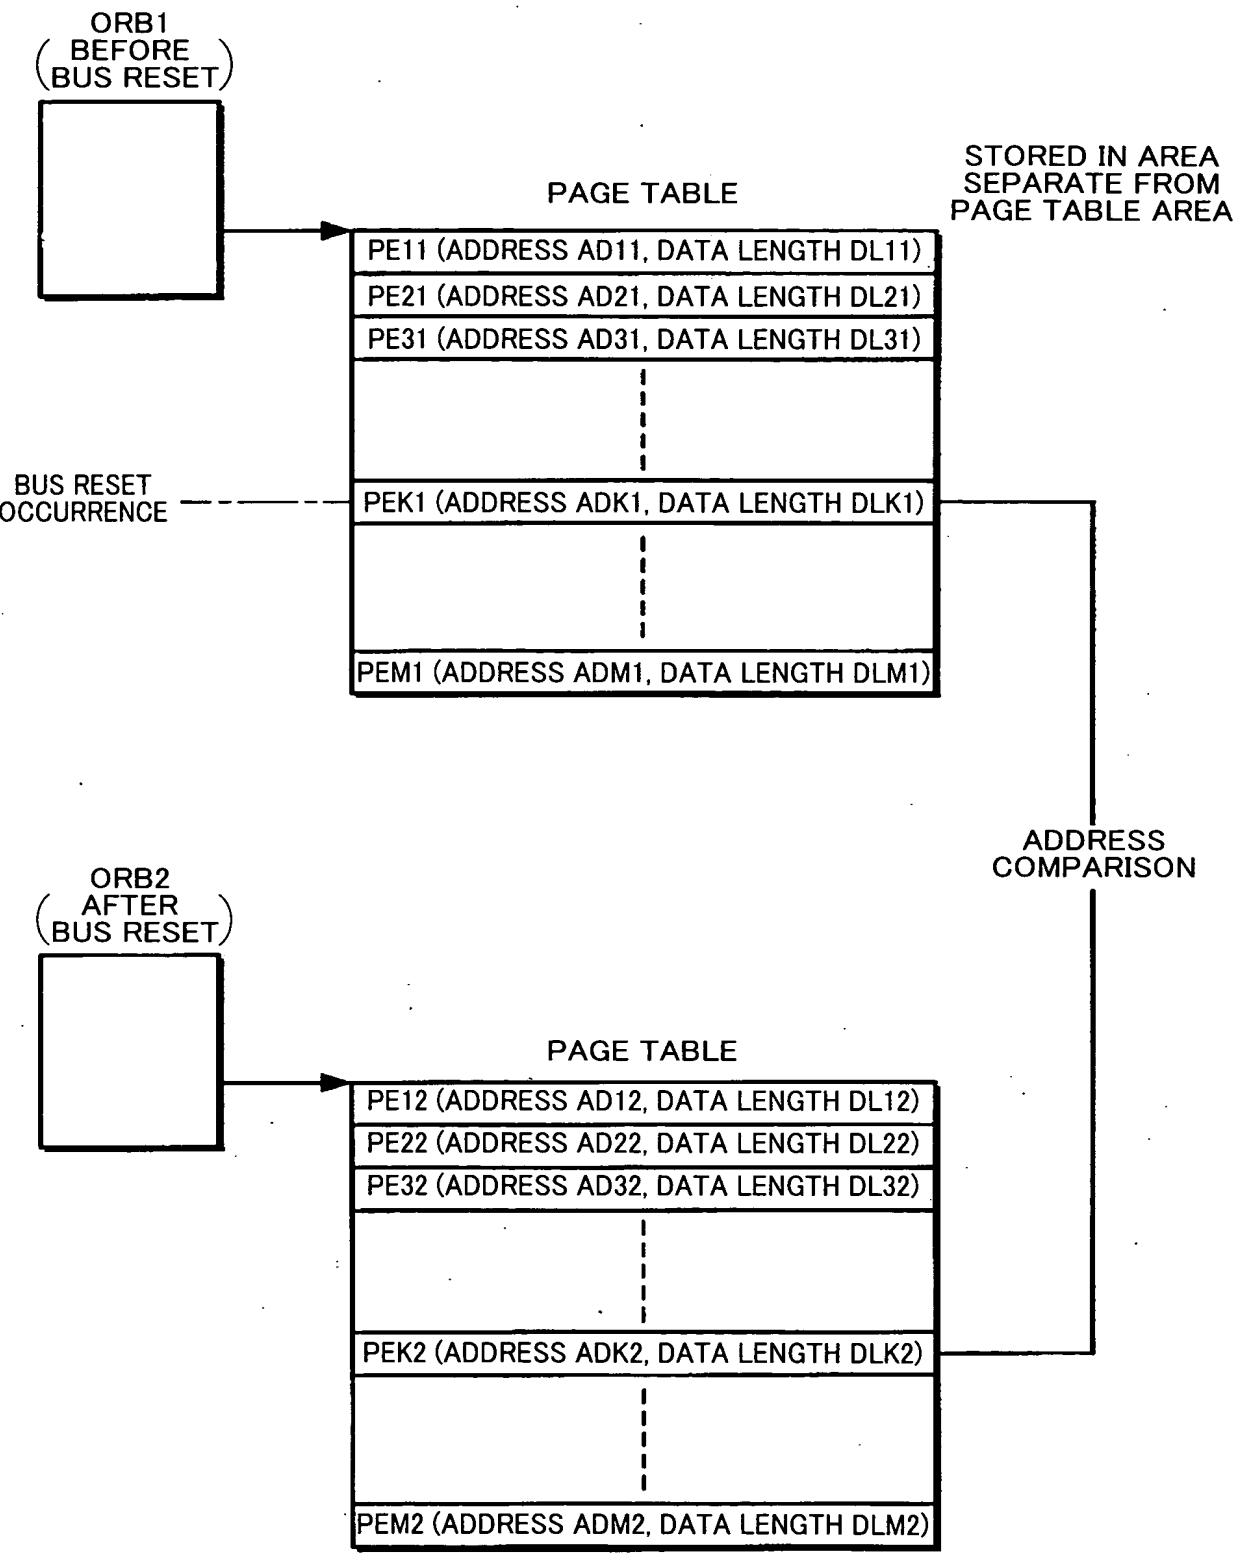 ORB1
( BEFORE
BUS RESET )
STORED IN AREA
SEPARATE FROM
PAGE TABLE AREA
PAGE TABLE
PE11 (ADDRESS AD11, DATA LENGTH DL11)
PE21 (ADDRESS AD21, DATA LENGTH DL21)
PE31 (ADDRESS AD31, DATA LENGTH DL31)
BUS RESET
OCCURRENCE
PEK1 (ADDRESS ADK1, DATA LENGTH DLK1)
PEM1 (ADDRESS ADM1, DATA LENGTH DLM1)
ADDRESS
COMPARISON
ORB2
( AFTER
BUS RESET )
PAGE TABLE
PE12 (ADDRESS AD12, DATA LENGTH DL12)
PE22 (ADDRESS AD22, DATA LENGTH DL22)
PE32 (ADDRESS AD32, DATA LENGTH DL32)
PEK2 (ADDRESS ADK2, DATA LENGTH DLK2)
PEM2 (ADDRESS ADM2, DATA LENGTH DLM2)